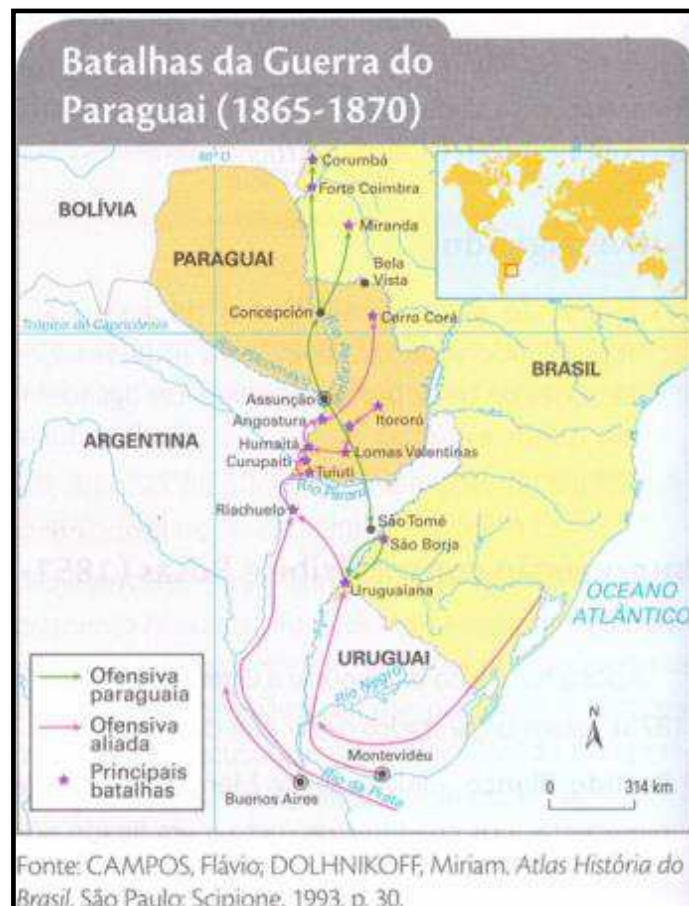 Batalhas da Guerra do
Paraguai (1865-1870)
60° O
Corumbá
Forte Coimbra
BOLÍVIA
Miranda
PARAGUAI
Bela
Vista
Concepción
Cerro Corá
Trópico de Capricórnio
Rio Pilcomayo
BRASIL
Assunção
Itororó
Angostura
ARGENTINA
Humaitá
Lomas Valentinas
Curupaiti
Tuiuti
Rio Paraná
Riachuelo
São Tomé
São Borja
Uruguaiana
OCEANO
ATLÂNTICO
URUGUAI
Rio Negro
Ofensiva
paraguaia
Ofensiva
aliada
Principais
batalhas
N
Montevidéu
Rio da Prata
Buenos Aires
0 314 km
Fonte: CAMPOS, Flávio; DOLHNIKOFF, Miriam. Atlas História do
Brasil. São Paulo: Scipione, 1993. p. 30.